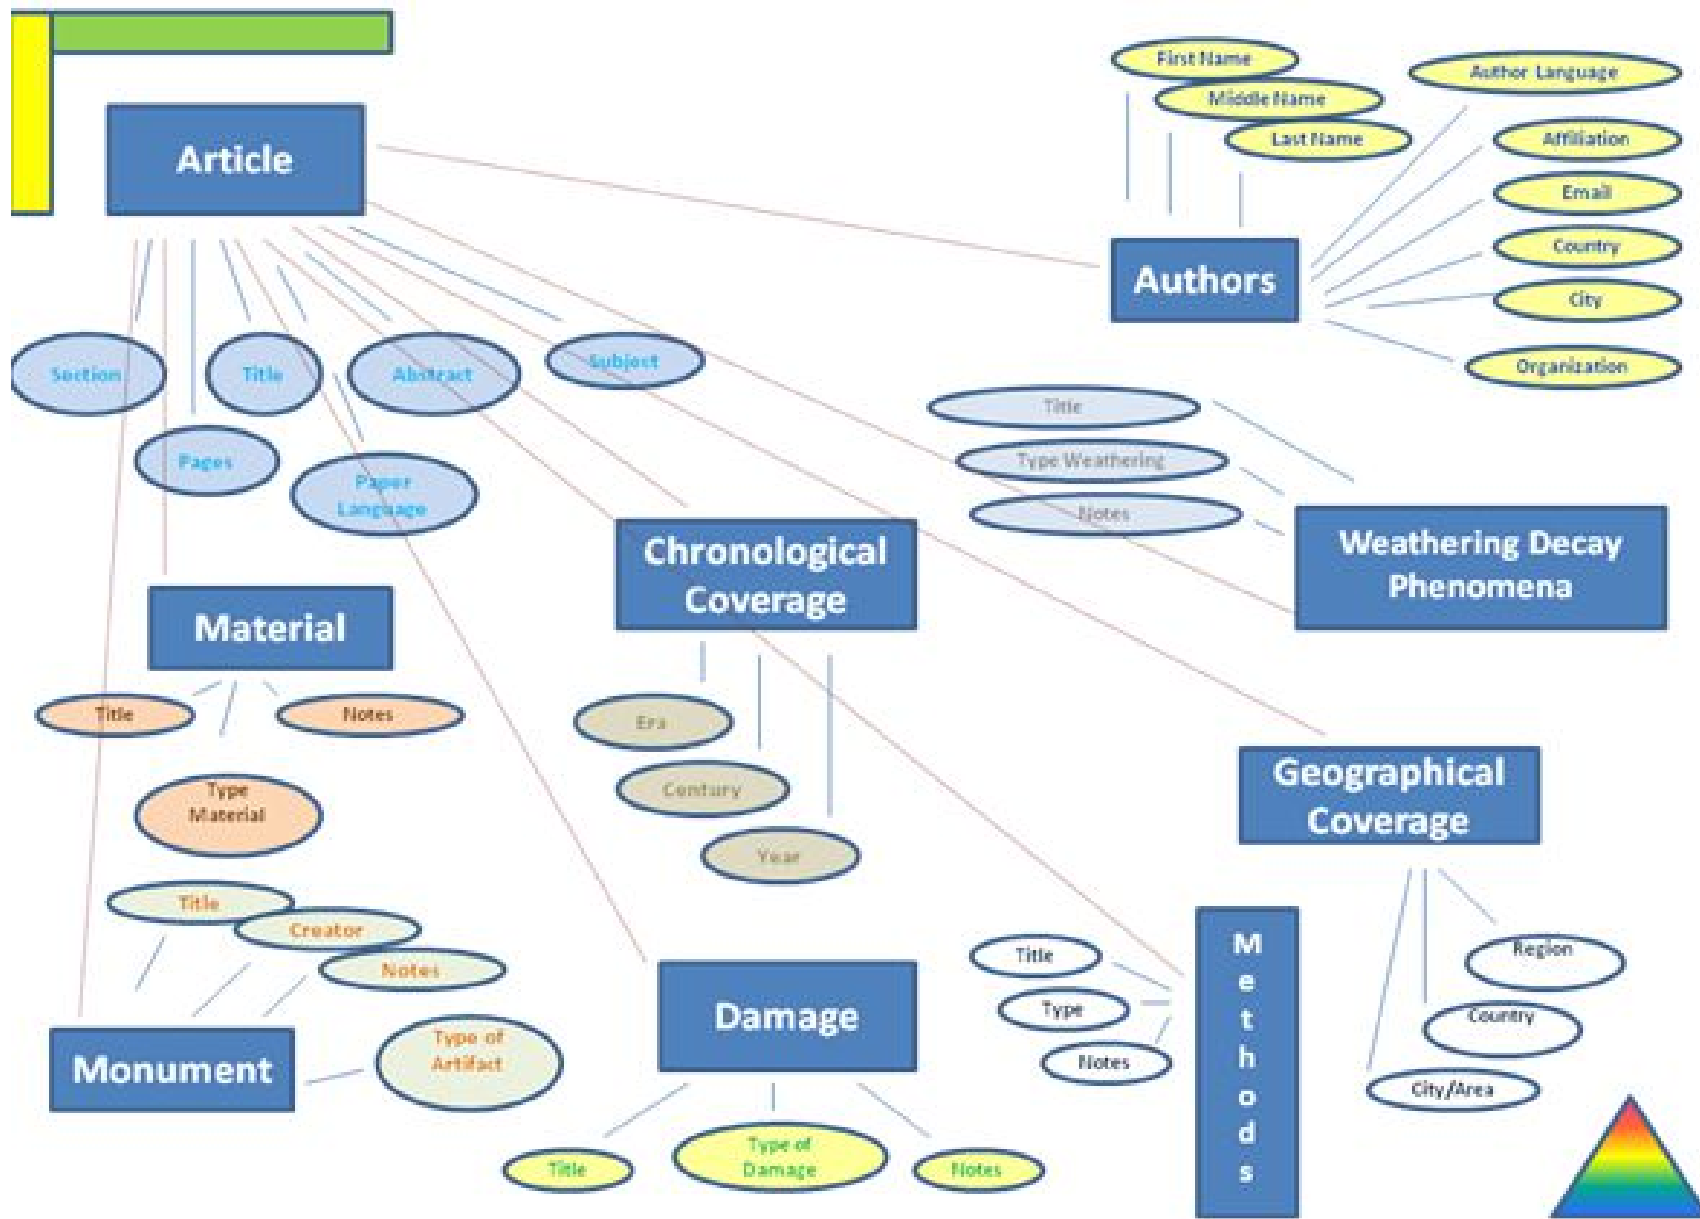 Article
First Name
Middle Name
Last Name
Author Language
Affiliation
Email
Country
City
Organization
Authors
Section
Title
Abstract
Subject
Pages
Paper
Language
Title
Type Weathering
Notes
Weathering Decay
Phenomena
Chronological
Coverage
Material
Title
Notes
Type
Material
Era
Century
Year
Geographical
Coverage
Region
Country
City/Area
Title
Creator
Notes
Type of
Artifact
Monument
Damage
Title
Type of
Damage
Notes
Title
Type
Notes
M
e
t
h
o
d
s